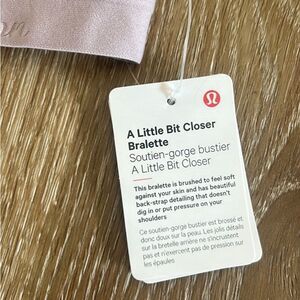 on
A Little Bit Closer
Bralette
Soutien-gorge bustier
A Little Bit Closer
This bralette is brushed to feel soft
against your skin and has beautiful
back-strap detailing that doesn't
dig in or put pressure on your
shoulders
Ce soutien-gorge bustier est brossé et
donc doux sur la peau. Les jolis détails
sur la bretelle arrière ne s'incrustent
pas et n'exercent pas de pression sur
les épaules